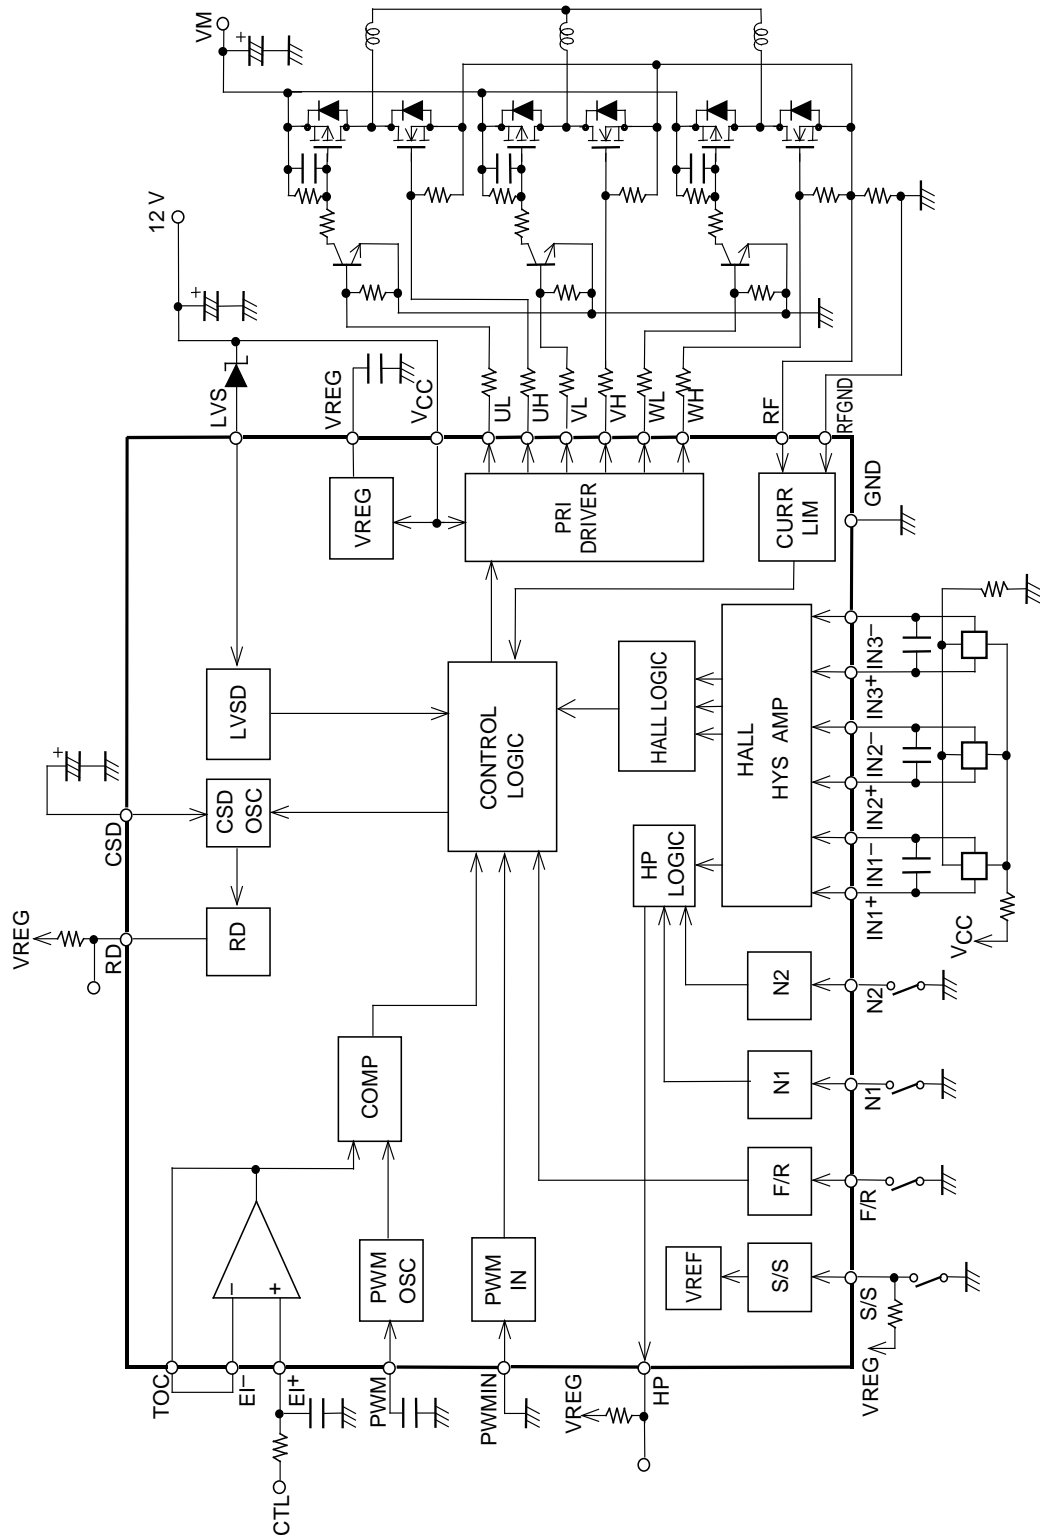 VM
12 V
LVS
VREG
VCC
UL
UH
VL
VH
WL
WH
RF
RFGND
VREG
PRI
DRIVER
CURR
LIM
GND
LVSD
CSD
OSC
RD
CSD
VREG
RD
CONTROL
LOGIC
HALL LOGIC
HALL
HYS AMP
HP
LOGIC
IN3−
IN3+
IN2−
IN2+
IN1−
IN1+
VCC
COMP
N2
N2
N1
N1
F/R
F/R
S/S
S/S
VREF
VREG
−
+
PWM
OSC
PWM
IN
TOC
EI−
EI+
CTL
PWM
PWMIN
VREG
HP
+
+
+